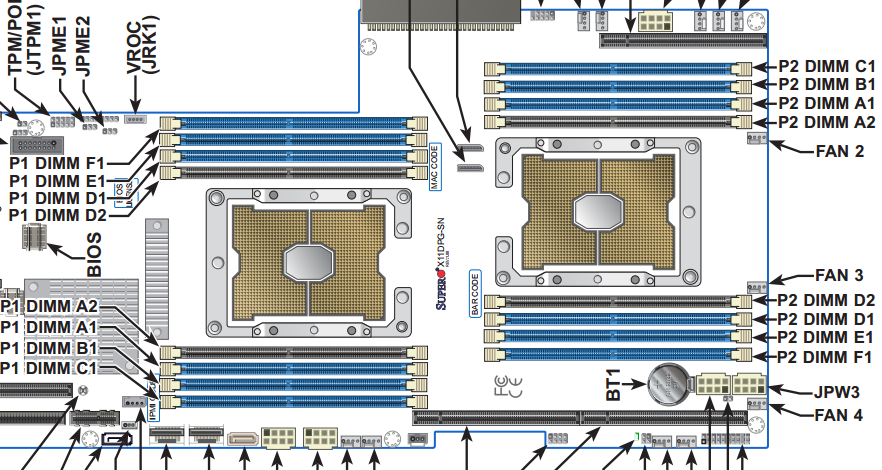 TPM/PO
(JTPM1)
JPME1
JPME2
VROC
(JRK1)
P2 DIMM C1
P2 DIMM B1
P2 DIMM A1
P2 DIMM A2
FAN 2
P1 DIMM F1
P1 DIMM E1
P1 DIMM D1
P1 DIMM D2
MAC CODE
BIOS
SUPER X11DPG-SN
BAR CODE
FAN 3
P2 DIMM D2
P2 DIMM D1
P2 DIMM E1
P2 DIMM F1
P1 DIMM A2
P1 DIMM A1
P1 DIMM B1
P1 DIMM C1
FC CE
BT1
JPW3
FAN 4